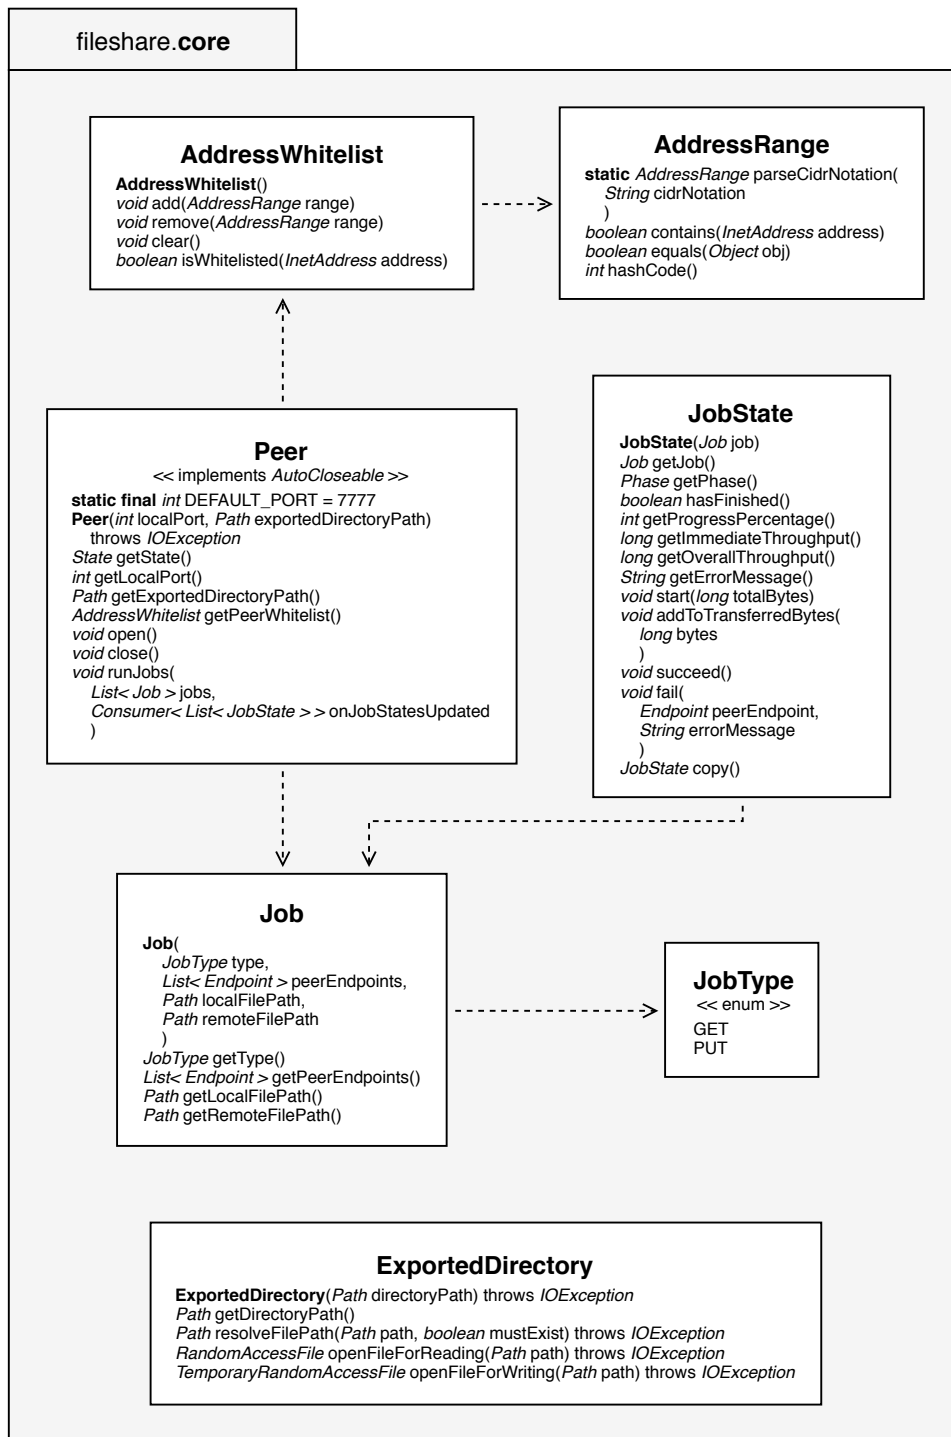 fileshare.core
AddressWhitelist
AddressWhitelist()
void add(AddressRange range)
void remove(AddressRange range)
void clear()
boolean isWhitelisted(InetAddress address)
AddressRange
static AddressRange parseCidrNotation(
String cidrNotation
)
boolean contains(InetAddress address)
boolean equals(Object obj)
int hashCode()
Peer
<< implements AutoCloseable >>
static final int DEFAULT_PORT = 7777
Peer(int localPort, Path exportedDirectoryPath)
throws IOException
State getState()
int getLocalPort()
Path getExportedDirectoryPath()
AddressWhitelist getPeerWhitelist()
void open()
void close()
void runJobs(
List< Job > jobs,
Consumer< List< JobState > > onJobStatesUpdated
)
JobState
JobState(Job job)
Job getJob()
Phase getPhase()
boolean hasFinished()
int getProgressPercentage()
long getImmediateThroughput()
long getOverallThroughput()
String getErrorMessage()
void start(long totalBytes)
void addToTransferredBytes(
long bytes
)
void succeed()
void fail(
Endpoint peerEndpoint,
String errorMessage
)
JobState copy()
Job
Job(
JobType type,
List< Endpoint > peerEndpoints,
Path localFilePath,
Path remoteFilePath
)
JobType getType()
List< Endpoint > getPeerEndpoints()
Path getLocalFilePath()
Path getRemoteFilePath()
JobType
<< enum >>
GET
PUT
ExportedDirectory
ExportedDirectory(Path directoryPath) throws IOException
Path getDirectoryPath()
Path resolveFilePath(Path path, boolean mustExist) throws IOException
RandomAccessFile openFileForReading(Path path) throws IOException
TemporaryRandomAccessFile openFileForWriting(Path path) throws IOException